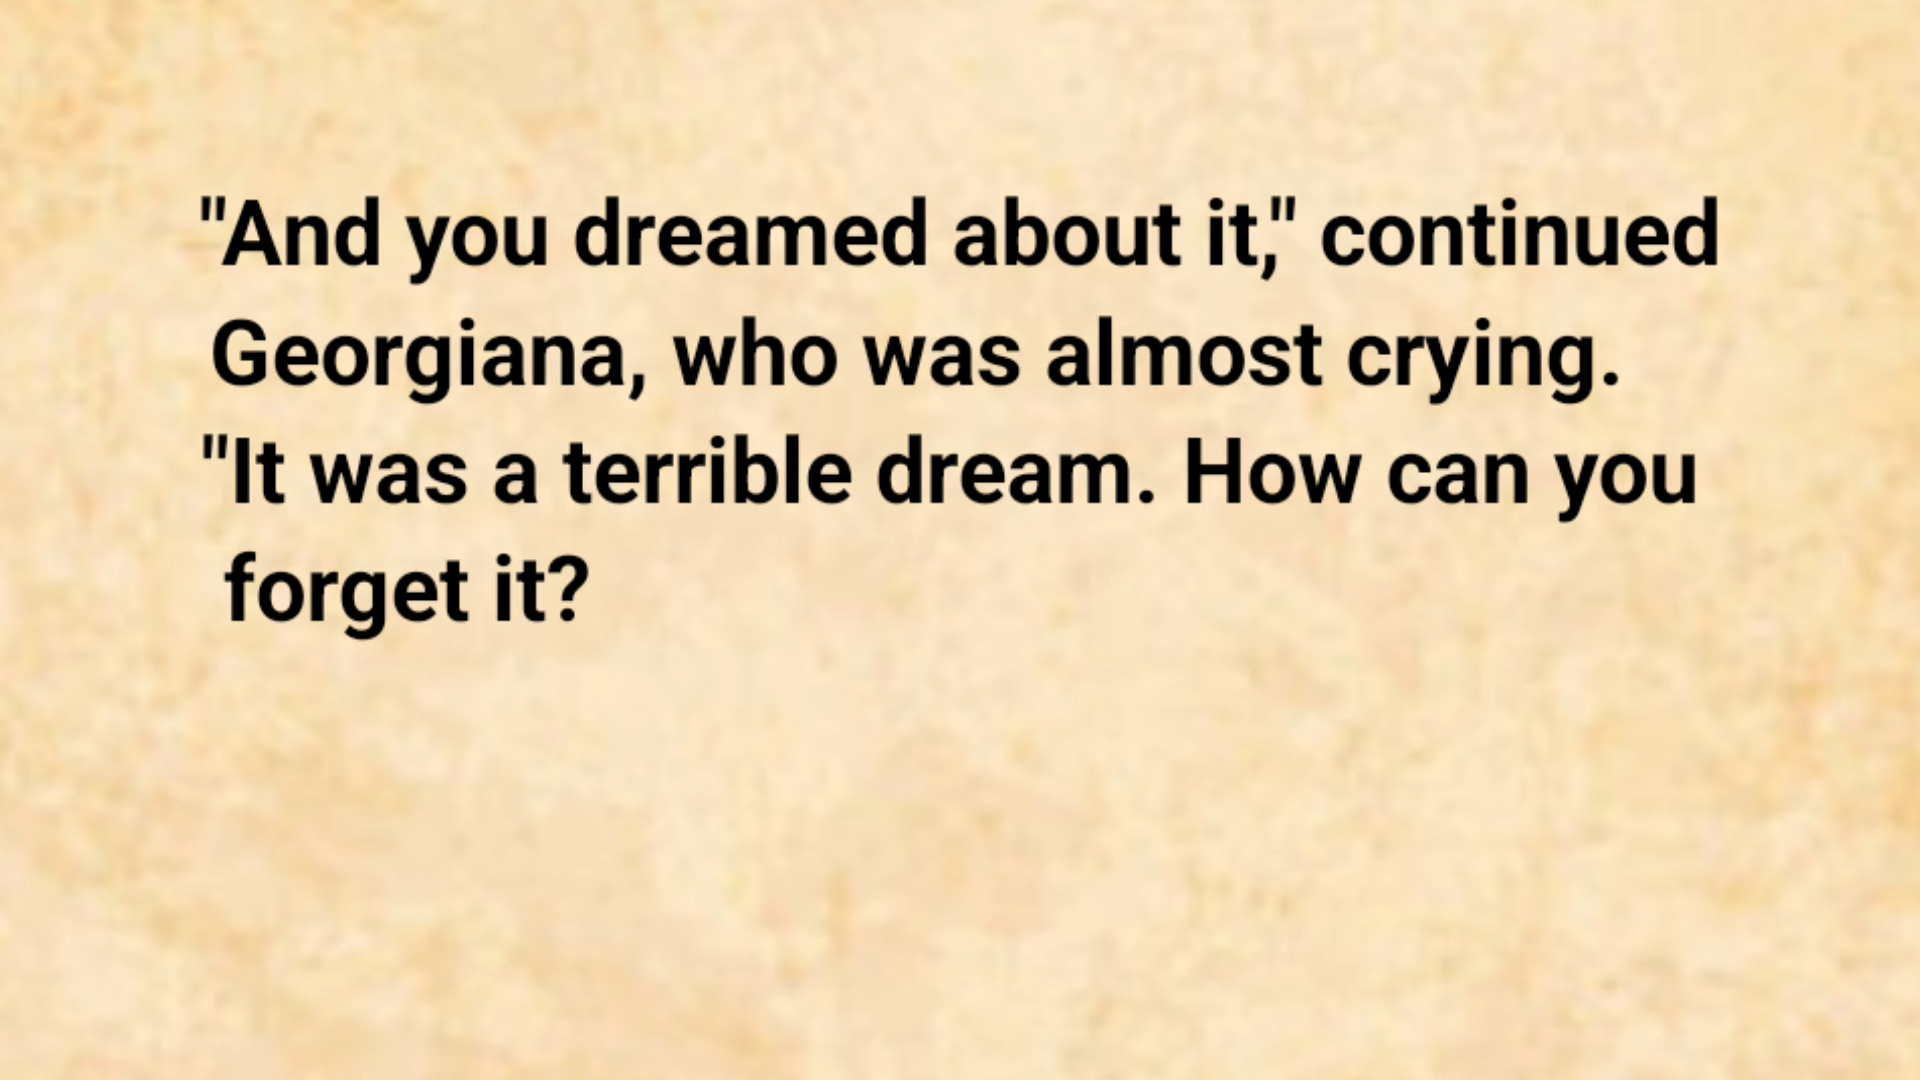 "And you dreamed about it," continued
Georgiana, who was almost crying.
"It was a terrible dream. How can you
forget it?